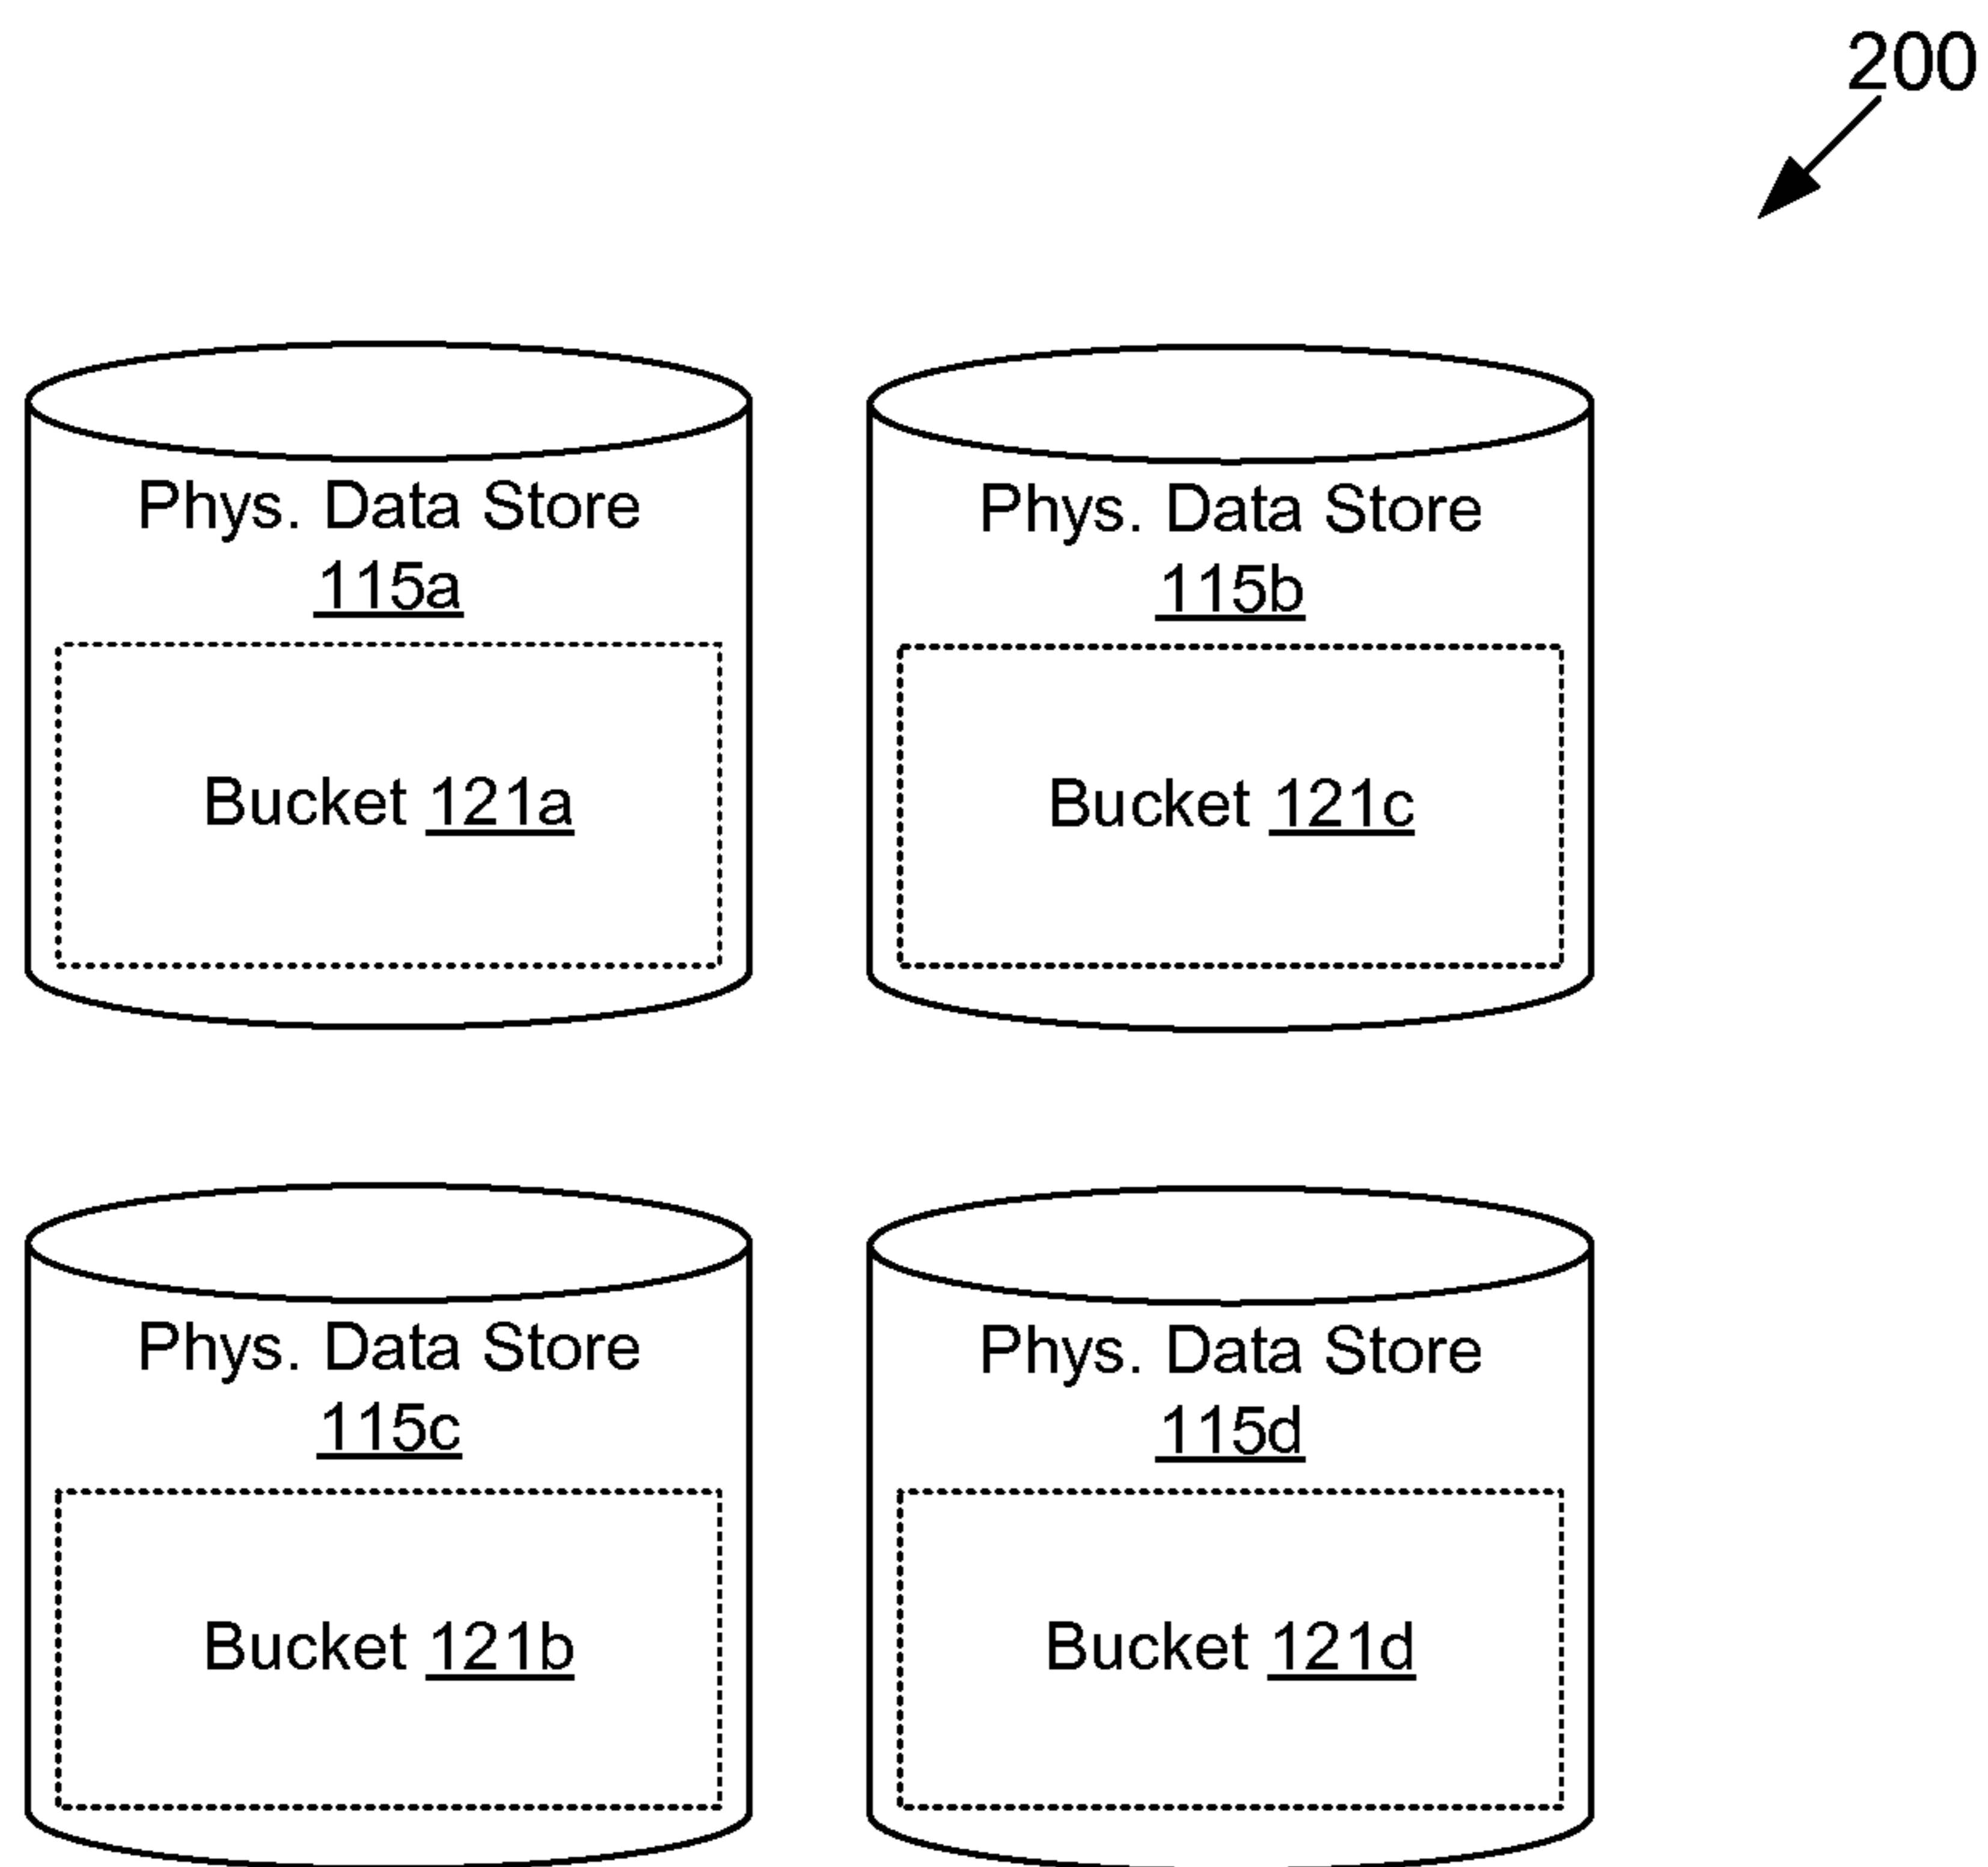 200
Phys. Data Store
115a
Bucket 121a
Phys. Data Store
115b
Bucket 121c
Phys. Data Store
115c
Bucket 121b
Phys. Data Store
115d
Bucket 121d